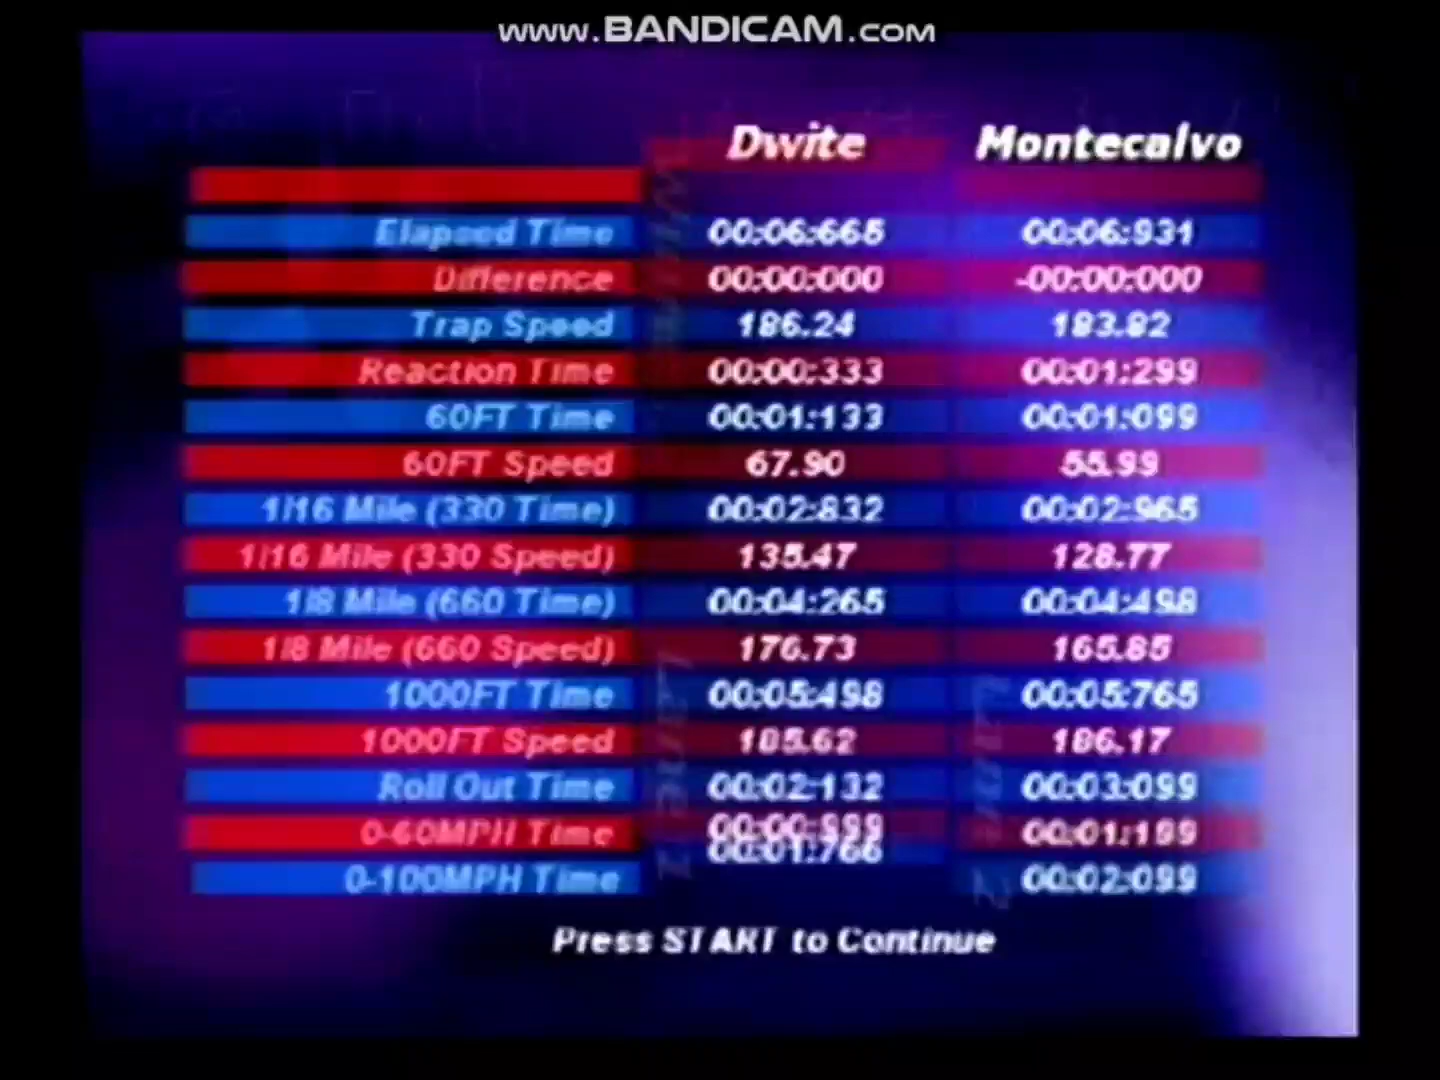 www.BANDICAM.com
Dwite Montecalvo
Elapsed Time 00:06:665 00:06:931
Difference 00:00:000 -00:00:000
Trap Speed 186.24 183.82
Reaction Time 00:00:333 00:01:299
60FT Time 00:01:133 00:01:099
60FT Speed 67.90 55.99
1/16 Mile (330 Time) 00:02:832 00:02:965
1/16 Mile (330 Speed) 135.47 128.77
1/8 Mile (660 Time) 00:04:265 00:04:498
1/8 Mile (660 Speed) 176.73 165.85
1000FT Time 00:05:498 00:05:765
1000FT Speed 185.62 186.17
Roll Out Time 00:02:132 00:03:099
0-60MPH Time 00:00:999 00:01:199
00:01:766
0-100MPH Time 00:02:099
Press START to Continue